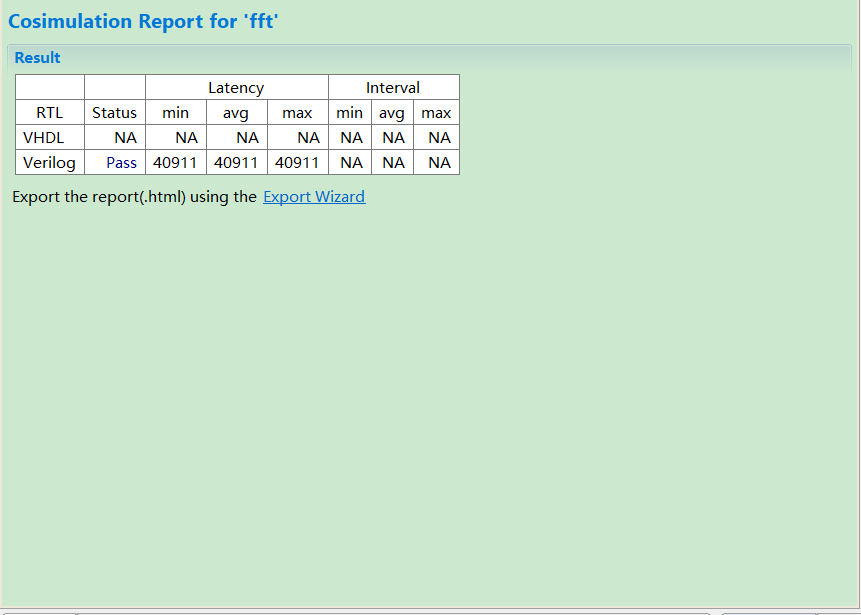 Cosimulation Report for 'fft'
Result
Latency Interval
RTL Status min avg max min avg max
VHDL NA NA NA NA NA NA NA
Verilog Pass 40911 40911 40911 NA NA NA
Export the report(.html) using the Export Wizard